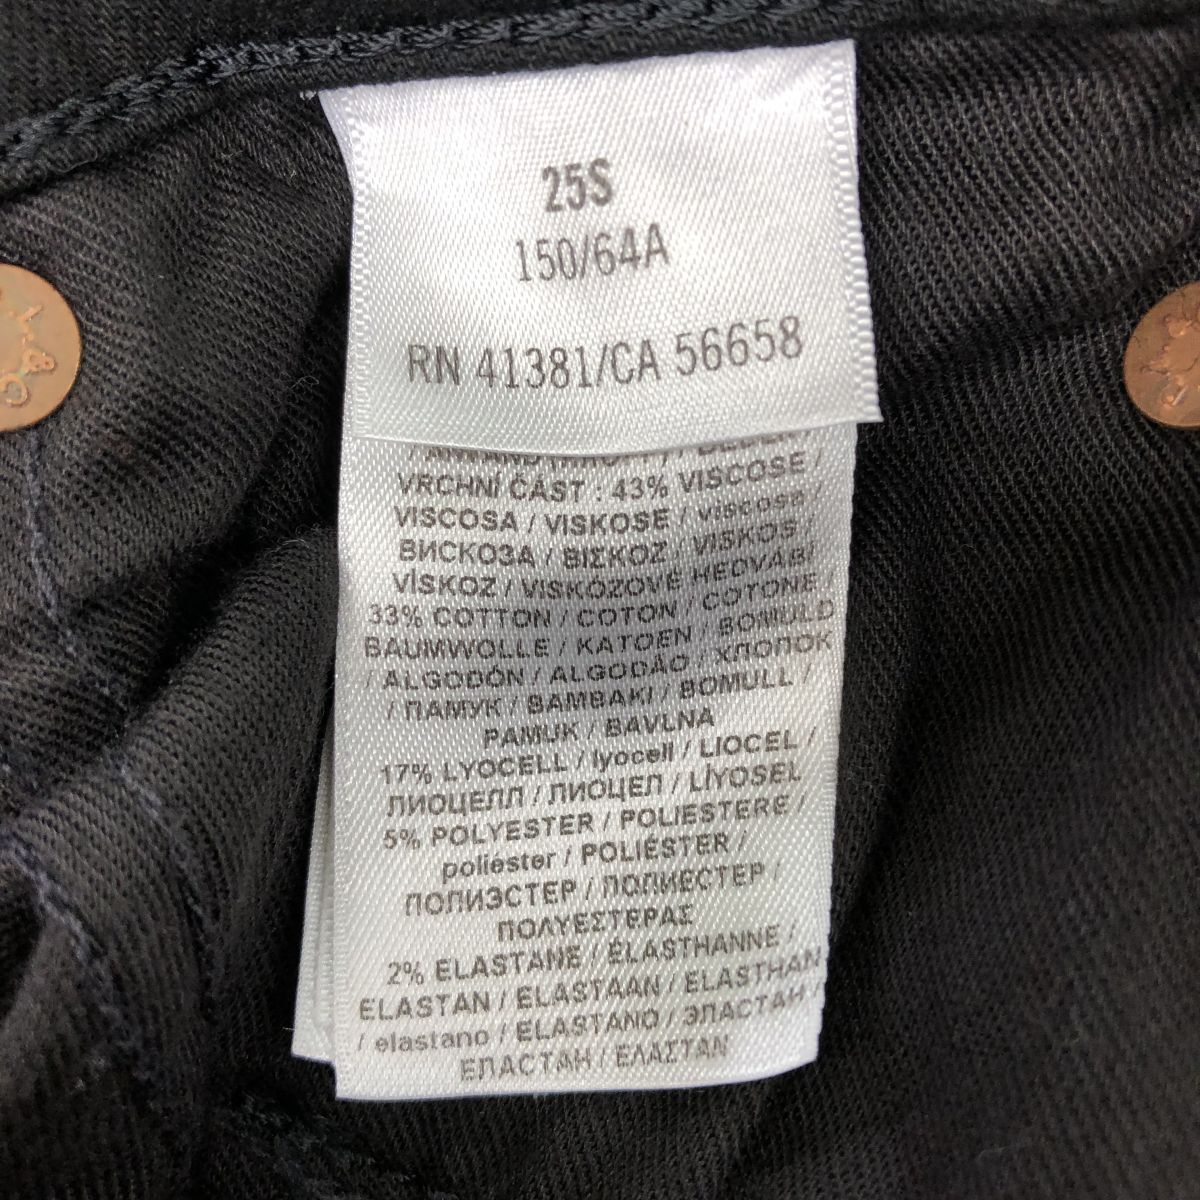 25S
150/64A
RN 41381/CA 56658
VRCHNÍ ČÁST : 43% VISCOSE /
VISCOSA / VISKOSE / viscose /
ВИСКОЗА / ΒΙΣΚΟΖ / VISKOS /
VİSKOZ / VISKÓZOVÉ HEDVÁBÍ
33% COTTON / COTON / COTONE /
BAUMWOLLE / KATOEN / BOMULD
/ ALGODÓN / ALGODÃO / ХЛОПОК
/ ПАМУК / BAMBAKI / BOMULL /
PAMUK / BAVLNA
17% LYOCELL / lyocell / LIOCEL /
ЛИОЦЕЛЛ / ЛИОЦЕЛ / LİYOSEL
5% POLYESTER / POLIESTERE /
poliéster / POLIÉSTER /
ПОЛИЭСТЕР / ПОЛИЕСТЕР /
ΠΟΛΥΕΣΤΕΡΑΣ
2% ELASTANE / ÉLASTHANNE /
ELASTAN / ELASTAAN / ELASTHAN
/ elastano / ELASTANO / ЭЛАСТАН /
ЕЛАСТАН / ΕΛΑΣΤΑΝ